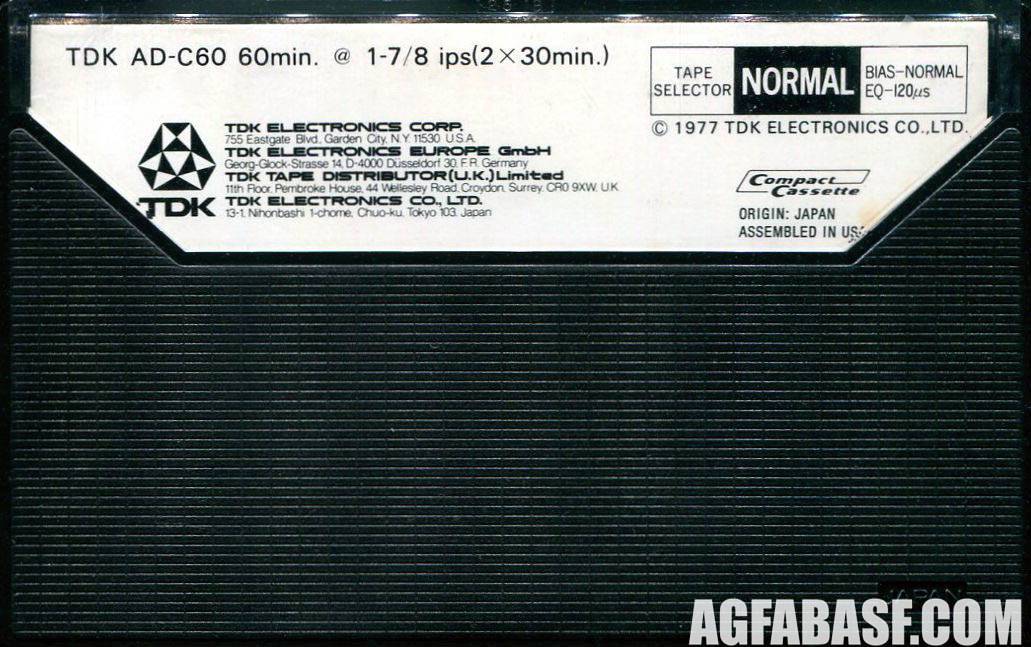 TDK AD-C60 60min. @ 1-7/8 ips(2×30min.)
TAPE SELECTOR NORMAL BIAS-NORMAL EQ-120μs
© 1977 TDK ELECTRONICS CO.,LTD.
TDK
TDK ELECTRONICS CORP.
755 Eastgate Blvd., Garden City, N.Y. 11530 U.S.A.
TDK ELECTRONICS EUROPE GmbH
Georg-Glock-Strasse 14, D-4000 Düsseldorf 30, F.R. Germany
TDK TAPE DISTRIBUTOR(U.K.)Limited
11th Floor, Pembroke House, 44 Wellesley Road, Croydon, Surrey, CR0 9XW, U.K.
TDK ELECTRONICS CO., LTD.
13-1, Nihonbashi 1-chome, Chuo-ku, Tokyo 103, Japan
Compact
Cassette
ORIGIN: JAPAN
ASSEMBLED IN USA
JAPAN
AGFABASF.COM